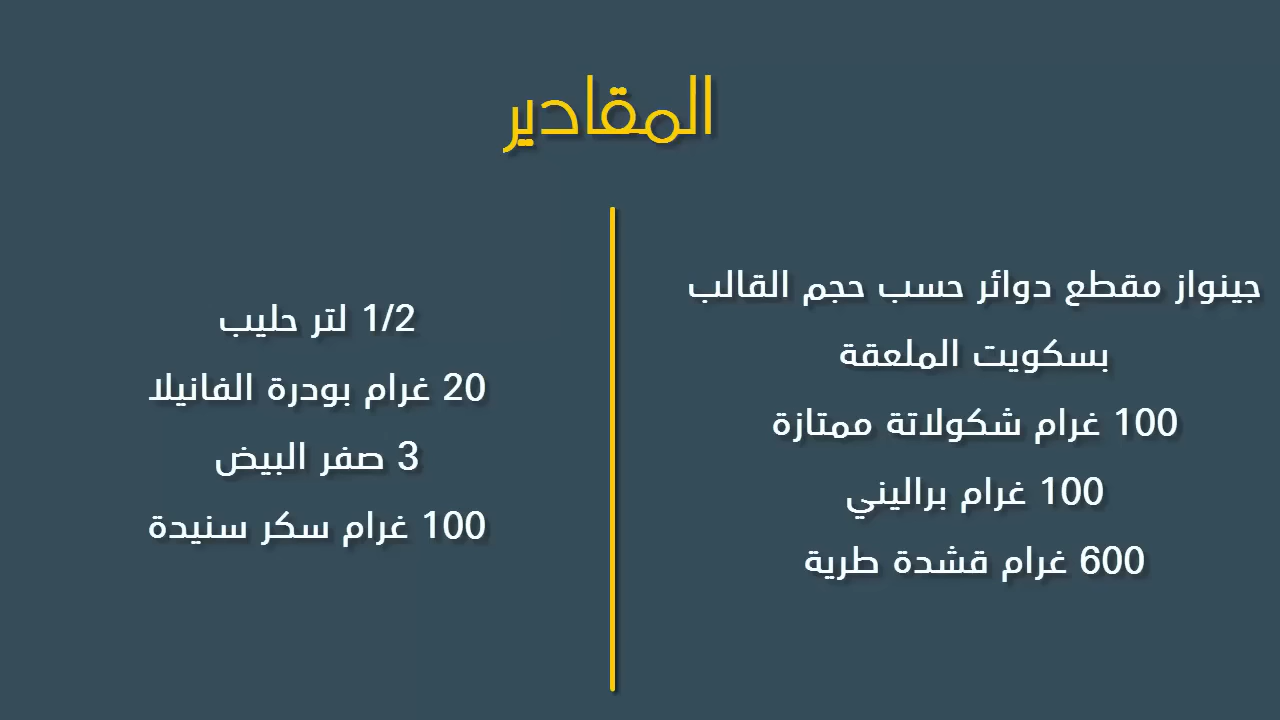 المقادير
جينواز مقطع دوائر حسب حجم القالب
بسكويت الملعقة
100 غرام شكولاتة ممتازة
100 غرام براليني
600 غرام قشدة طرية
1/2 لتر حليب
20 غرام بودرة الفانيلا
3 صفر البيض
100 غرام سكر سنيدة